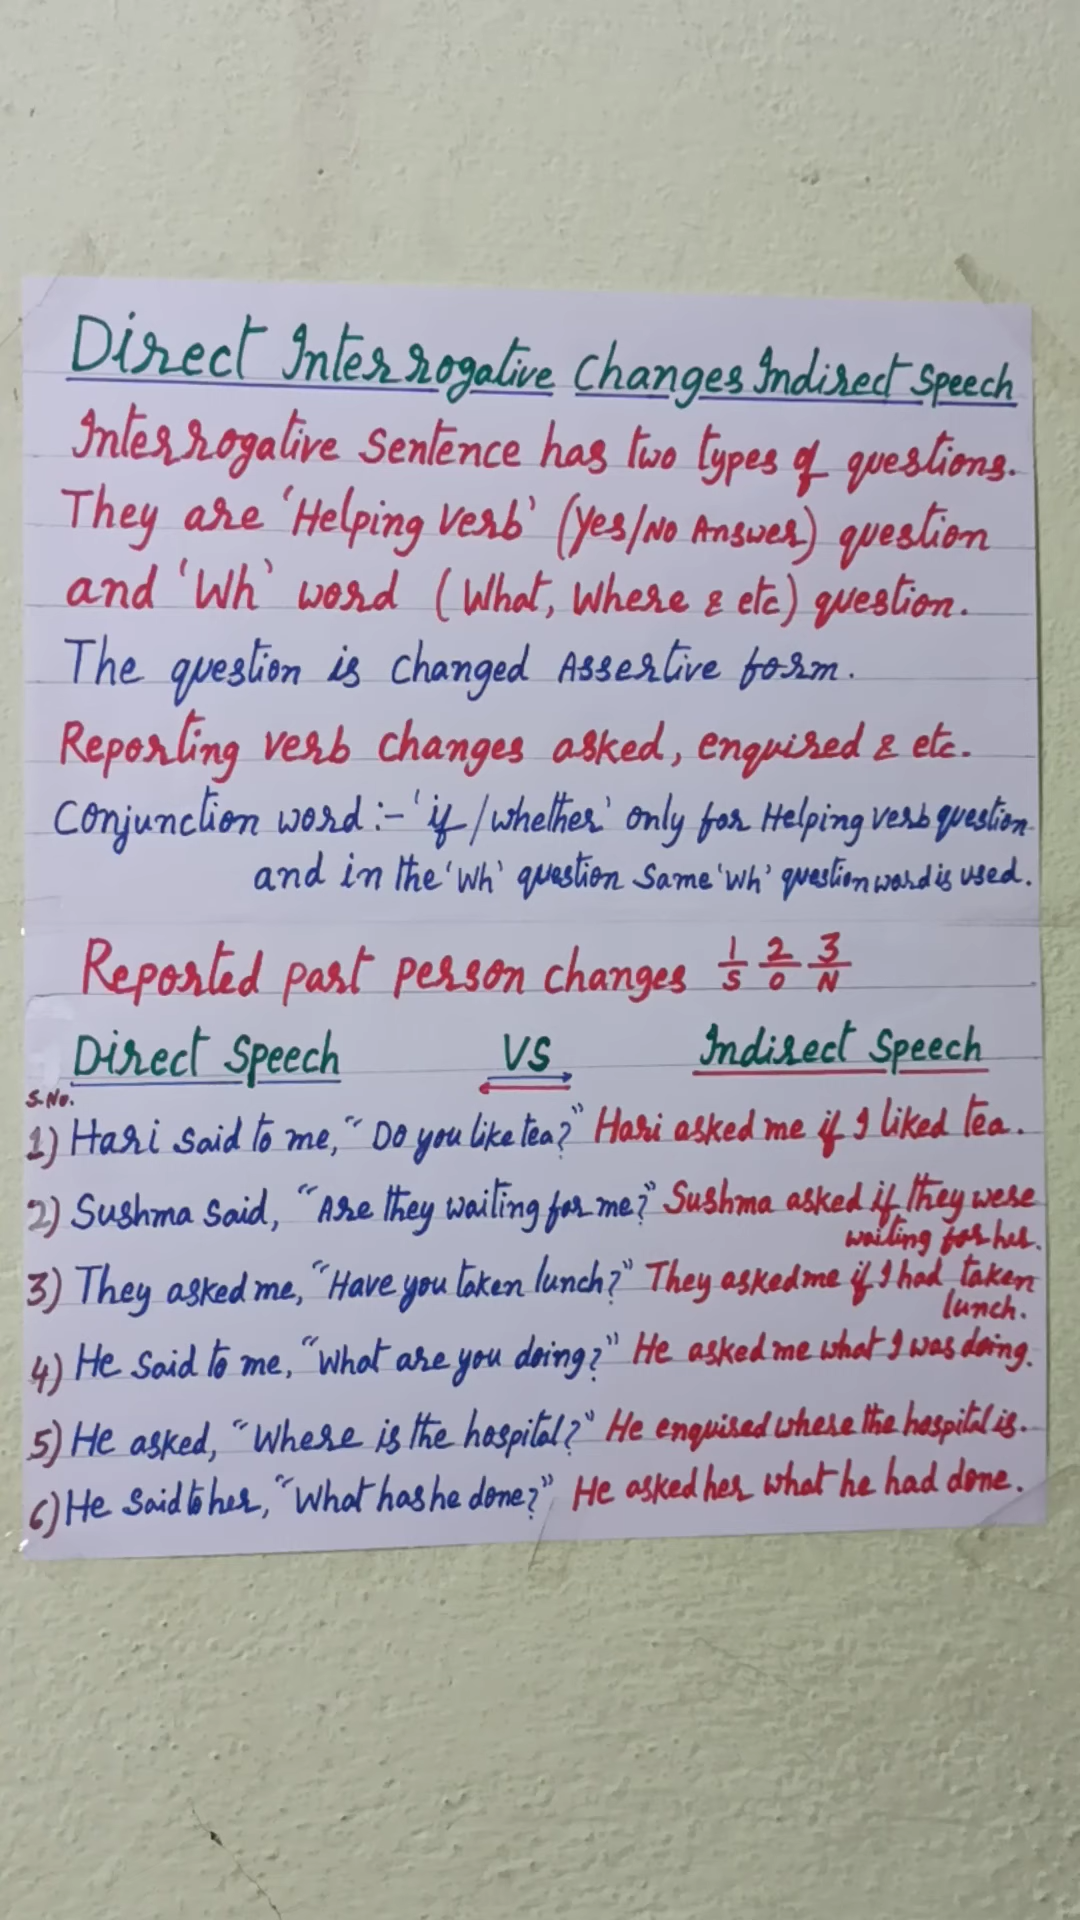 Direct Interrogative Changes Indirect Speech
Interrogative Sentence has two types of questions.
They are 'Helping Verb' (Yes/No Answer) question
and 'Wh' word (What, Where & etc) question.
The question is changed Assertive form.
Reporting verb changes asked, enquired & etc.
Conjunction word :- 'if/whether' only for Helping verb question
and in the 'Wh' question Same 'Wh' question word is used.
Reported part person changes 1/S 2/O 3/N
Direct Speech VS Indirect Speech
S.No.
1) Hari said to me, "Do you like tea?" Hari asked me if I liked tea.
2) Sushma Said, "Are they waiting for me?" Sushma asked if they were
waiting for her.
3) They asked me, "Have you taken lunch?" They asked me if I had taken
lunch.
4) He said to me, "What are you doing?" He asked me what I was doing.
5) He asked, "Where is the hospital?" He enquired where the hospital is.
6) He Said to her, "What has he done?" He asked her what he had done.